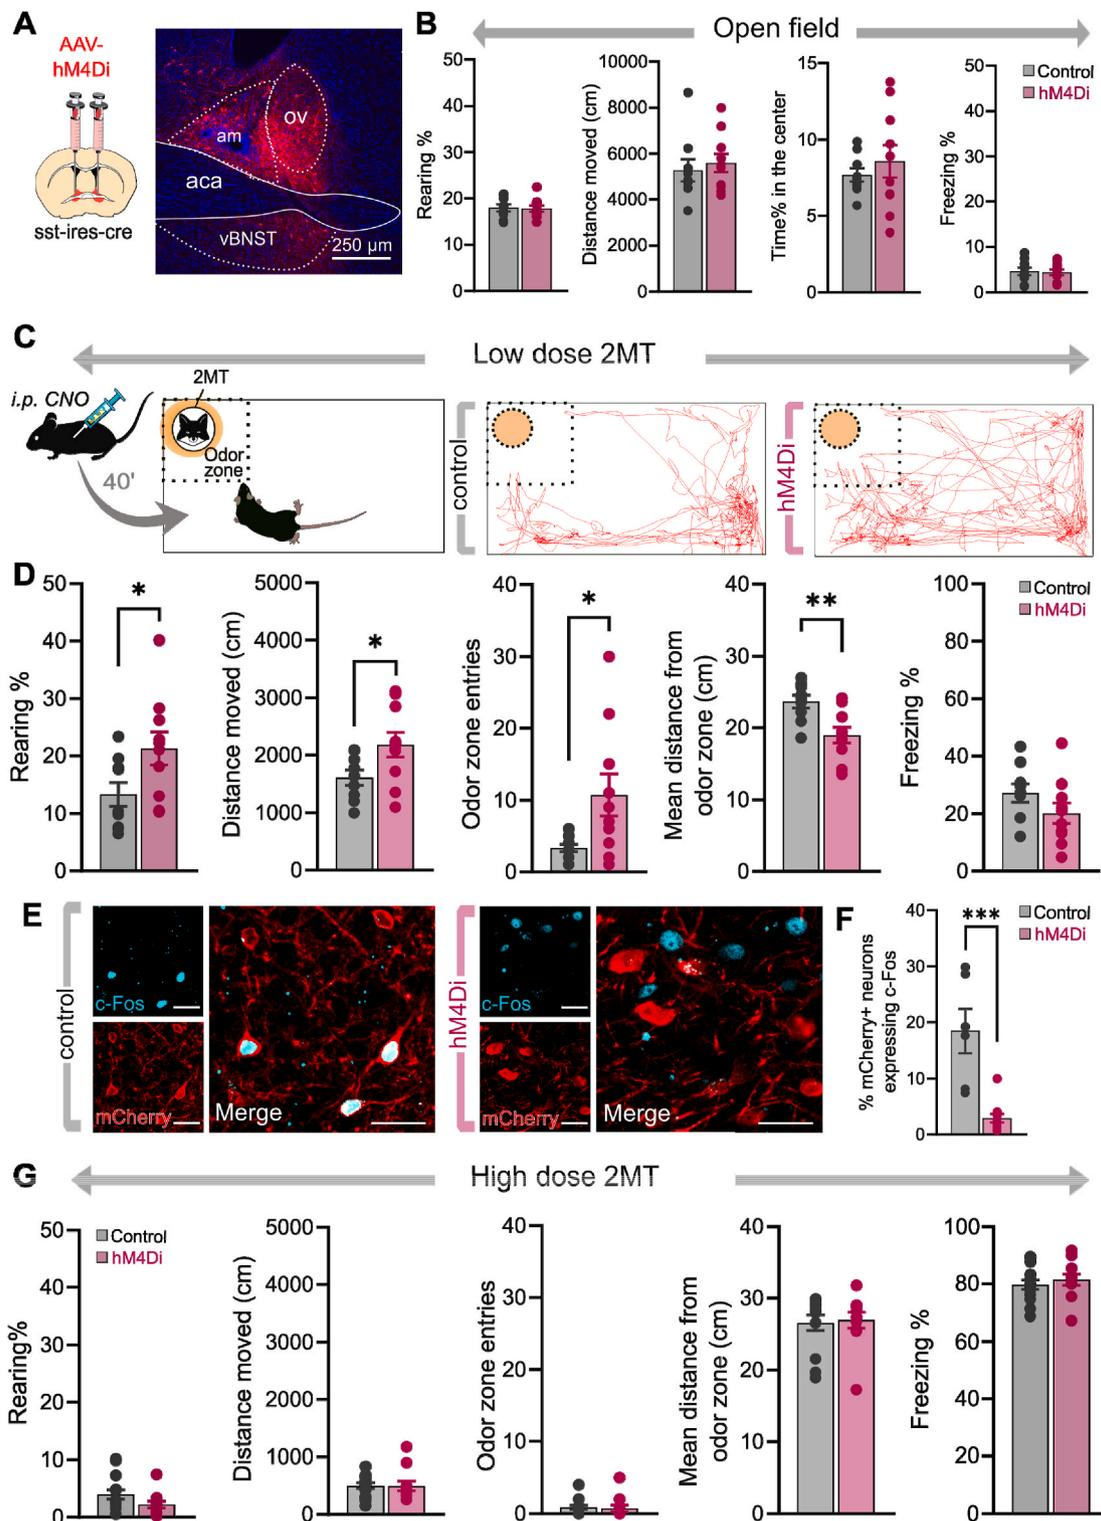 A
AAV-
hM4Di
sst-ires-cre
am
ov
aca
vBNST
250 µm
B
Open field
Rearing %
50
40
30
20
10
0
Distance moved (cm)
10000
8000
6000
4000
2000
0
Time% in the center
15
10
5
0
Freezing %
50
40
30
20
10
0
Control
hM4Di
C
Low dose 2MT
i.p. CNO
40'
2MT
Odor
zone
control
hM4Di
D
Rearing %
50
40
30
20
10
0
*
Distance moved (cm)
5000
4000
3000
2000
1000
0
*
Odor zone entries
40
30
20
10
0
*
Mean distance from
odor zone (cm)
40
30
20
10
0
**
Freezing %
100
80
60
40
20
0
Control
hM4Di
E
control
c-Fos
mCherry
Merge
hM4Di
c-Fos
mCherry
Merge
F
% mCherry+ neurons
expressing c-Fos
40
30
20
10
0
***
Control
hM4Di
G
High dose 2MT
Rearing%
50
40
30
20
10
0
Control
hM4Di
Distance moved (cm)
5000
4000
3000
2000
1000
0
Odor zone entries
40
30
20
10
0
Mean distance from
odor zone (cm)
40
30
20
10
0
Freezing %
100
80
60
40
20
0